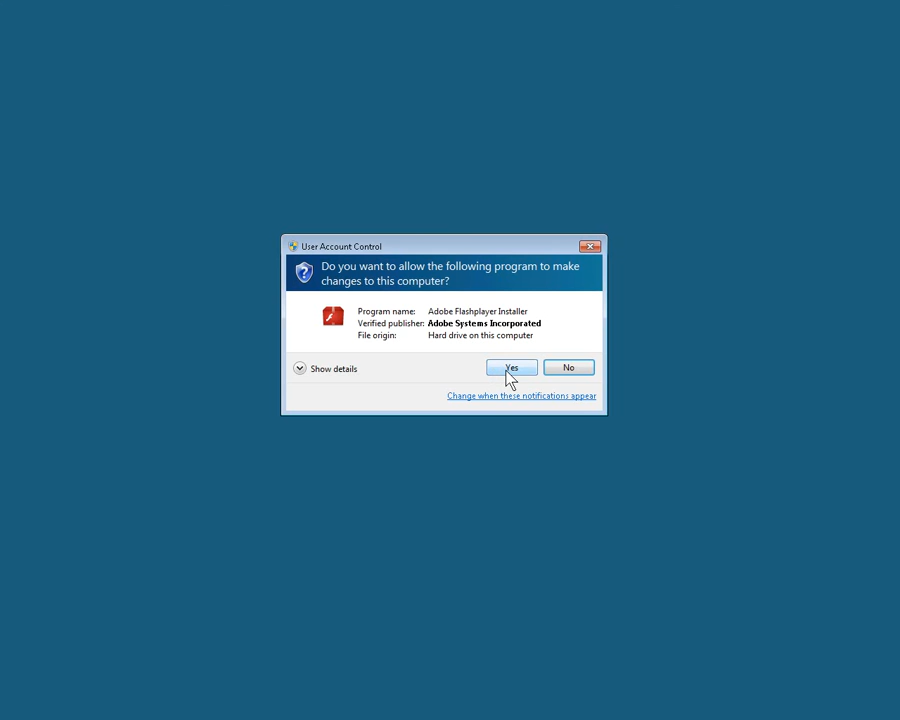 User Account Control
Do you want to allow the following program to make
changes to this computer?
Program name: Adobe Flashplayer Installer
Verified publisher: Adobe Systems Incorporated
File origin: Hard drive on this computer
Show details
Yes
No
Change when these notifications appear